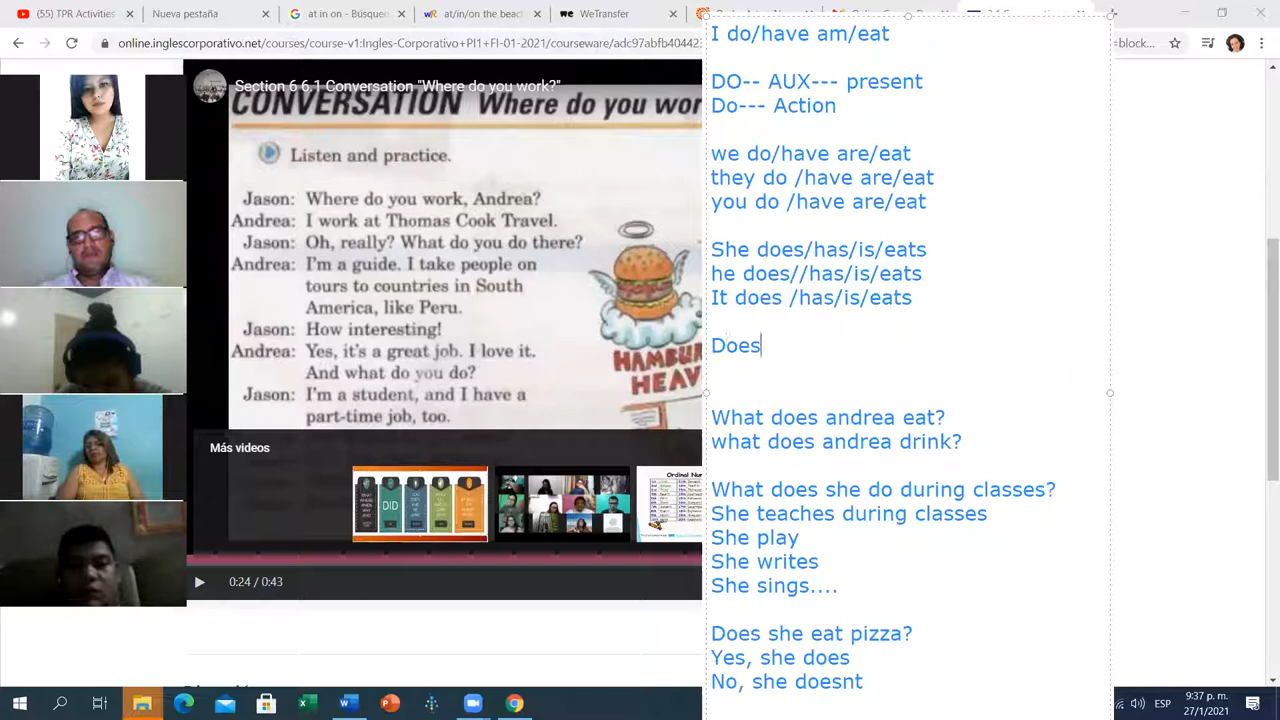 Nueva pestaña
a on - Búsque
atrolling at the beac
WeTransfer
online.inglescorporativo.net/courses/course-v1:Ingles-Corporativo+PI1+FI-01-2021/courseware/adc97abfb40442
block...
Section 6 6.1 Conversation "Where do you work?"
CONVERSATION Where do you wor
Listen and practice.
Jason: Where do you work, Andrea?
Andrea: I work at Thomas Cook Travel.
Jason: Oh, really? What do you do there?
Andrea: I'm a guide. I take people on
tours to countries in South
America, like Peru.
Jason: How interesting!
Andrea: Yes, it's a great job. I love it.
And what do you do?
Jason: I'm a student, and I have a
part-time job, too.
HAMBU
HEAV
Más videos
DID
Ordinal Nu
0:24 / 0:43
I do/have am/eat
DO-- AUX--- present
Do--- Action
we do/have are/eat
they do /have are/eat
you do /have are/eat
She does/has/is/eats
he does//has/is/eats
It does /has/is/eats
Does
What does andrea eat?
what does andrea drink?
What does she do during classes?
She teaches during classes
She play
She writes
She sings....
Does she eat pizza?
Yes, she does
No, she doesnt
ESP
9:37 p. m.
27/1/2021